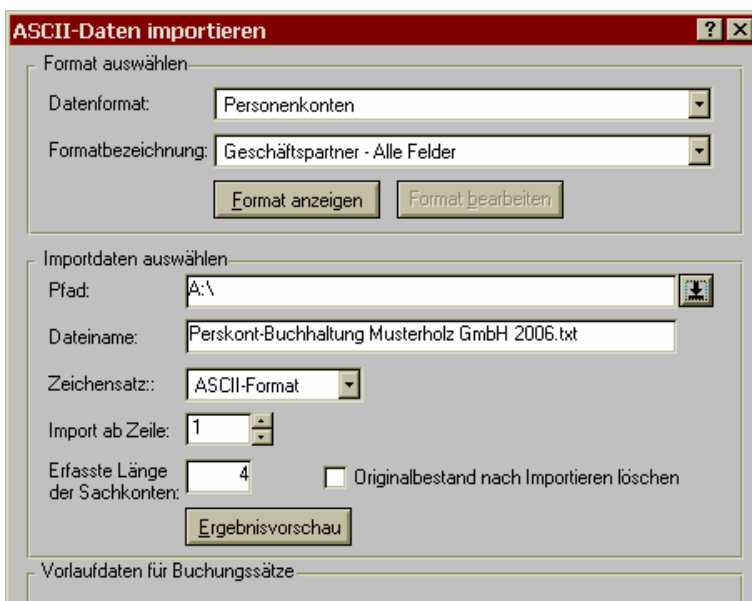 ASCII-Daten importieren
Format auswählen
Datenformat: Personenkonten
Formatbezeichnung: Geschäftspartner - Alle Felder
Format anzeigen Format bearbeiten
Importdaten auswählen
Pfad: A:\
Dateiname: Perskont-Buchhaltung Musterholz GmbH 2006.txt
Zeichensatz:: ASCII-Format
Import ab Zeile: 1
Erfasste Länge
der Sachkonten: 4 Originalbestand nach Importieren löschen
Ergebnisvorschau
Vorlaufdaten für Buchungssätze